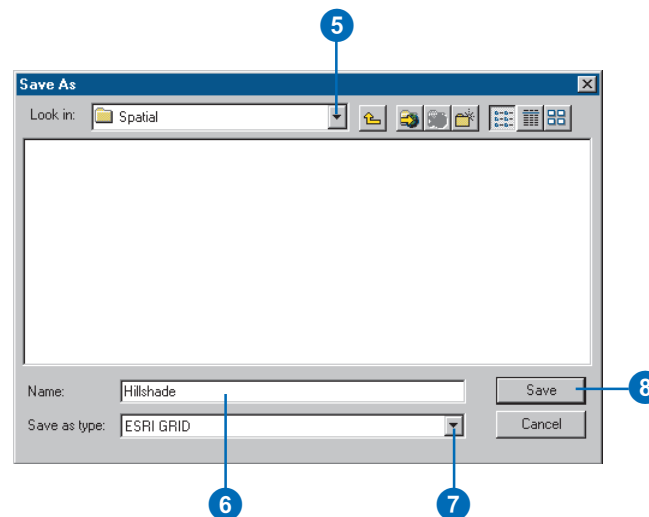 5
Save As
Look in: Spatial
Name: Hillshade Save
Save as type: ESRI GRID Cancel
8
6 7